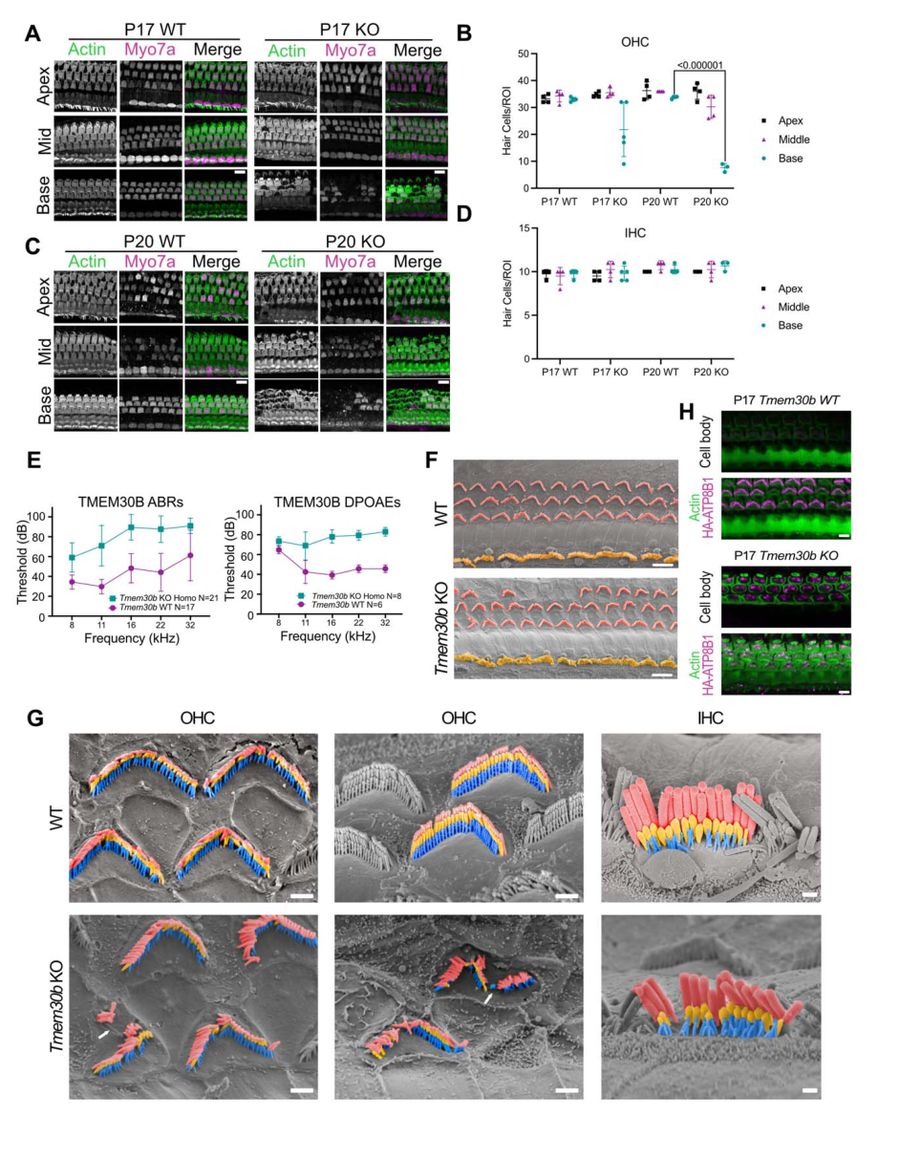 A
P17 WT
P17 KO
Actin Myo7a Merge Actin Myo7a Merge
Apex
Mid
Base
B
OHC
<0.000001
Hair Cells/ROI
50
40
30
20
10
0
P17 WT P17 KO P20 WT P20 KO
Apex
Middle
Base
C
P20 WT
P20 KO
Actin Myo7a Merge Actin Myo7a Merge
Apex
Mid
Base
D
IHC
Hair Cells/ROI
15
10
5
0
P17 WT P17 KO P20 WT P20 KO
Apex
Middle
Base
E
TMEM30B ABRs
Threshold (dB)
100
80
60
40
20
0
Tmem30b KO Homo N=21
Tmem30b WT N=17
8 11 16 22 32
Frequency (kHz)
TMEM30B DPOAEs
Threshold (dB)
100
80
60
40
20
0
Tmem30b KO Homo N=8
Tmem30b WT N=6
8 11 16 22 32
Frequency (kHz)
F
WT
Tmem30b KO
H
P17 Tmem30b WT
Cell body
Actin
HA-ATP8B1
P17 Tmem30b KO
Cell body
Actin
HA-ATP8B1
G
OHC OHC IHC
WT
Tmem30b KO